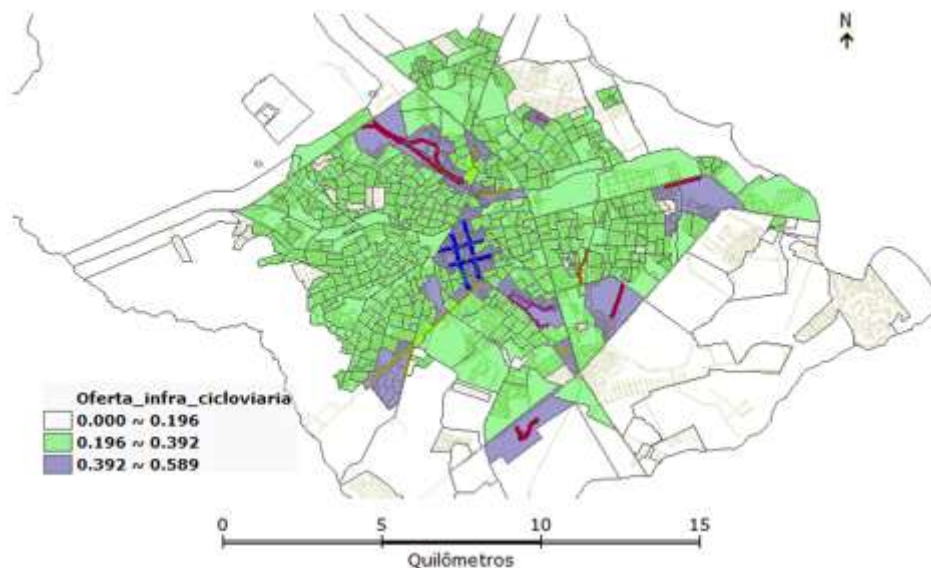 N
Oferta_infra_cicloviaria
0.000 ~ 0.196
0.196 ~ 0.392
0.392 ~ 0.589
0 5 10 15
Quilômetros